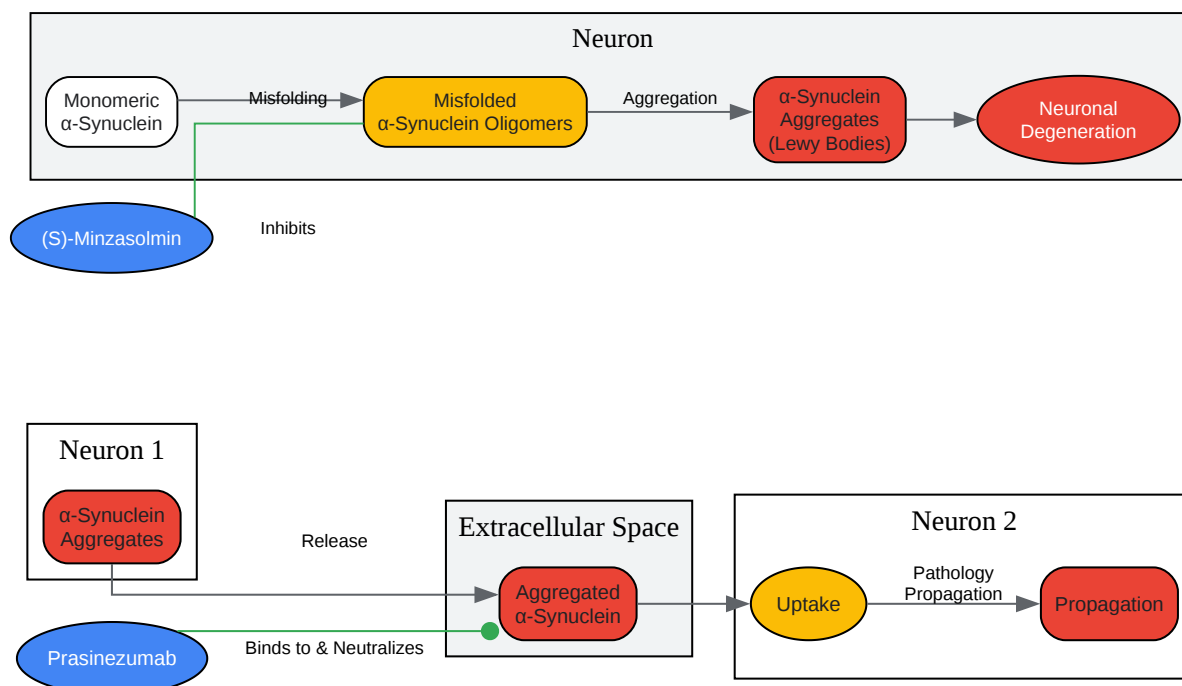 Neuron
Monomeric
α-Synuclein
Misfolding
Misfolded
α-Synuclein Oligomers
Aggregation
α-Synuclein
Aggregates
(Lewy Bodies)
Neuronal
Degeneration
(S)-Minzasolmin
Inhibits
Neuron 1
α-Synuclein
Aggregates
Release
Extracellular Space
Aggregated
α-Synuclein
Neuron 2
Uptake
Pathology
Propagation
Propagation
Prasinezumab
Binds to & Neutralizes